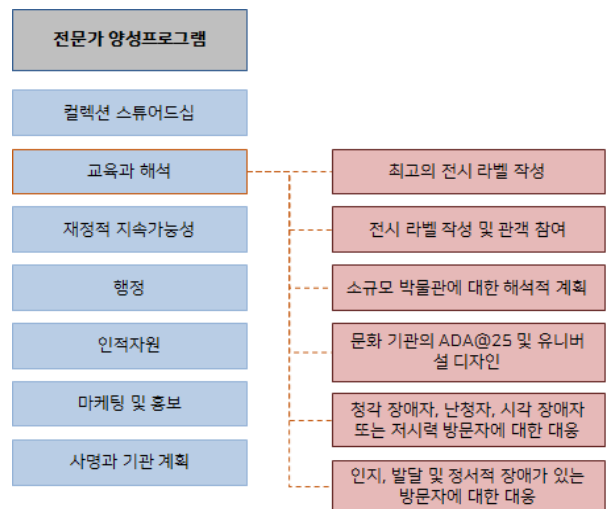 전문가 양성프로그램
컬렉션 스튜어드십
교육과 해석
재정적 지속가능성
행정
인적자원
마케팅 및 홍보
사명과 기관 계획
최고의 전시 라벨 작성
전시 라벨 작성 및 관객 참여
소규모 박물관에 대한 해석적 계획
문화 기관의 ADA@25 및 유니버
설 디자인
청각 장애자, 난청자, 시각 장애자
또는 저시력 방문자에 대한 대응
인지, 발달 및 정서적 장애가 있는
방문자에 대한 대응